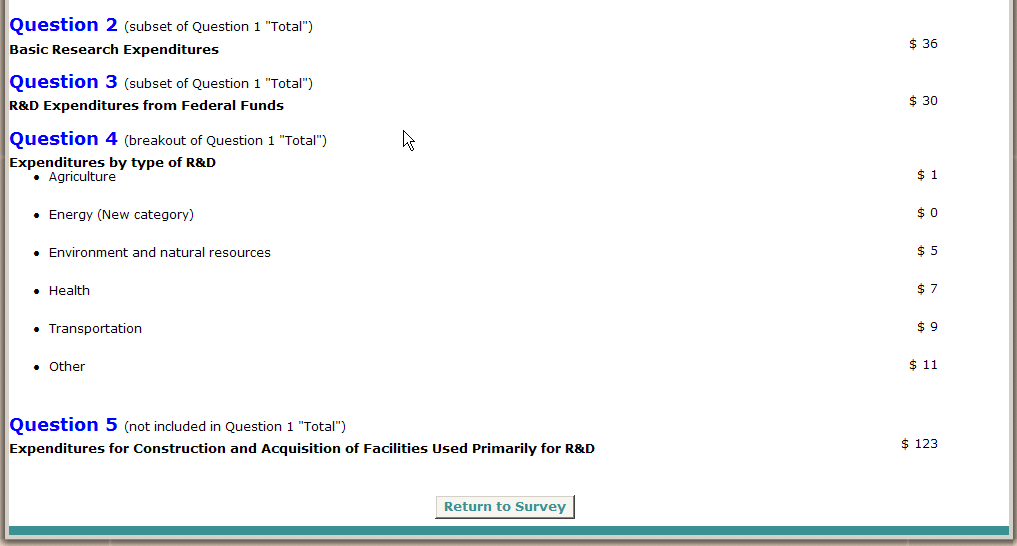 Question 2 (subset of Question 1 "Total")
Basic Research Expenditures $ 36
Question 3 (subset of Question 1 "Total")
R&D Expenditures from Federal Funds $ 30
Question 4 (breakout of Question 1 "Total")
Expenditures by type of R&D
• Agriculture $ 1
• Energy (New category) $ 0
• Environment and natural resources $ 5
• Health $ 7
• Transportation $ 9
• Other $ 11
Question 5 (not included in Question 1 "Total")
Expenditures for Construction and Acquisition of Facilities Used Primarily for R&D $ 123
Return to Survey